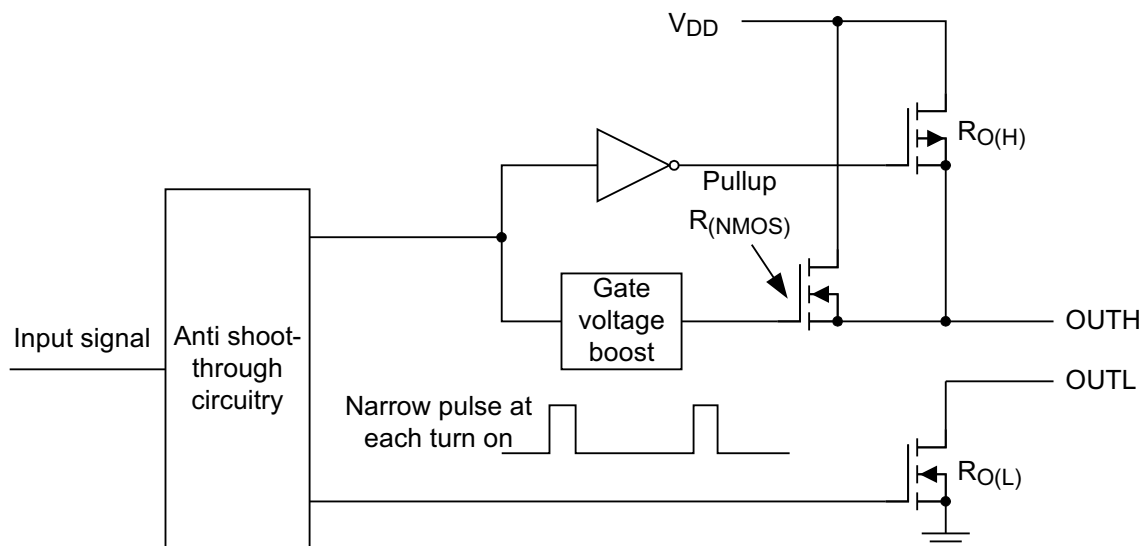 VDD
RO(H)
Pullup
R(NMOS)
Gate
voltage
boost
OUTH
Input signal
Anti shoot-
through
circuitry
OUTL
Narrow pulse at
each turn on
RO(L)